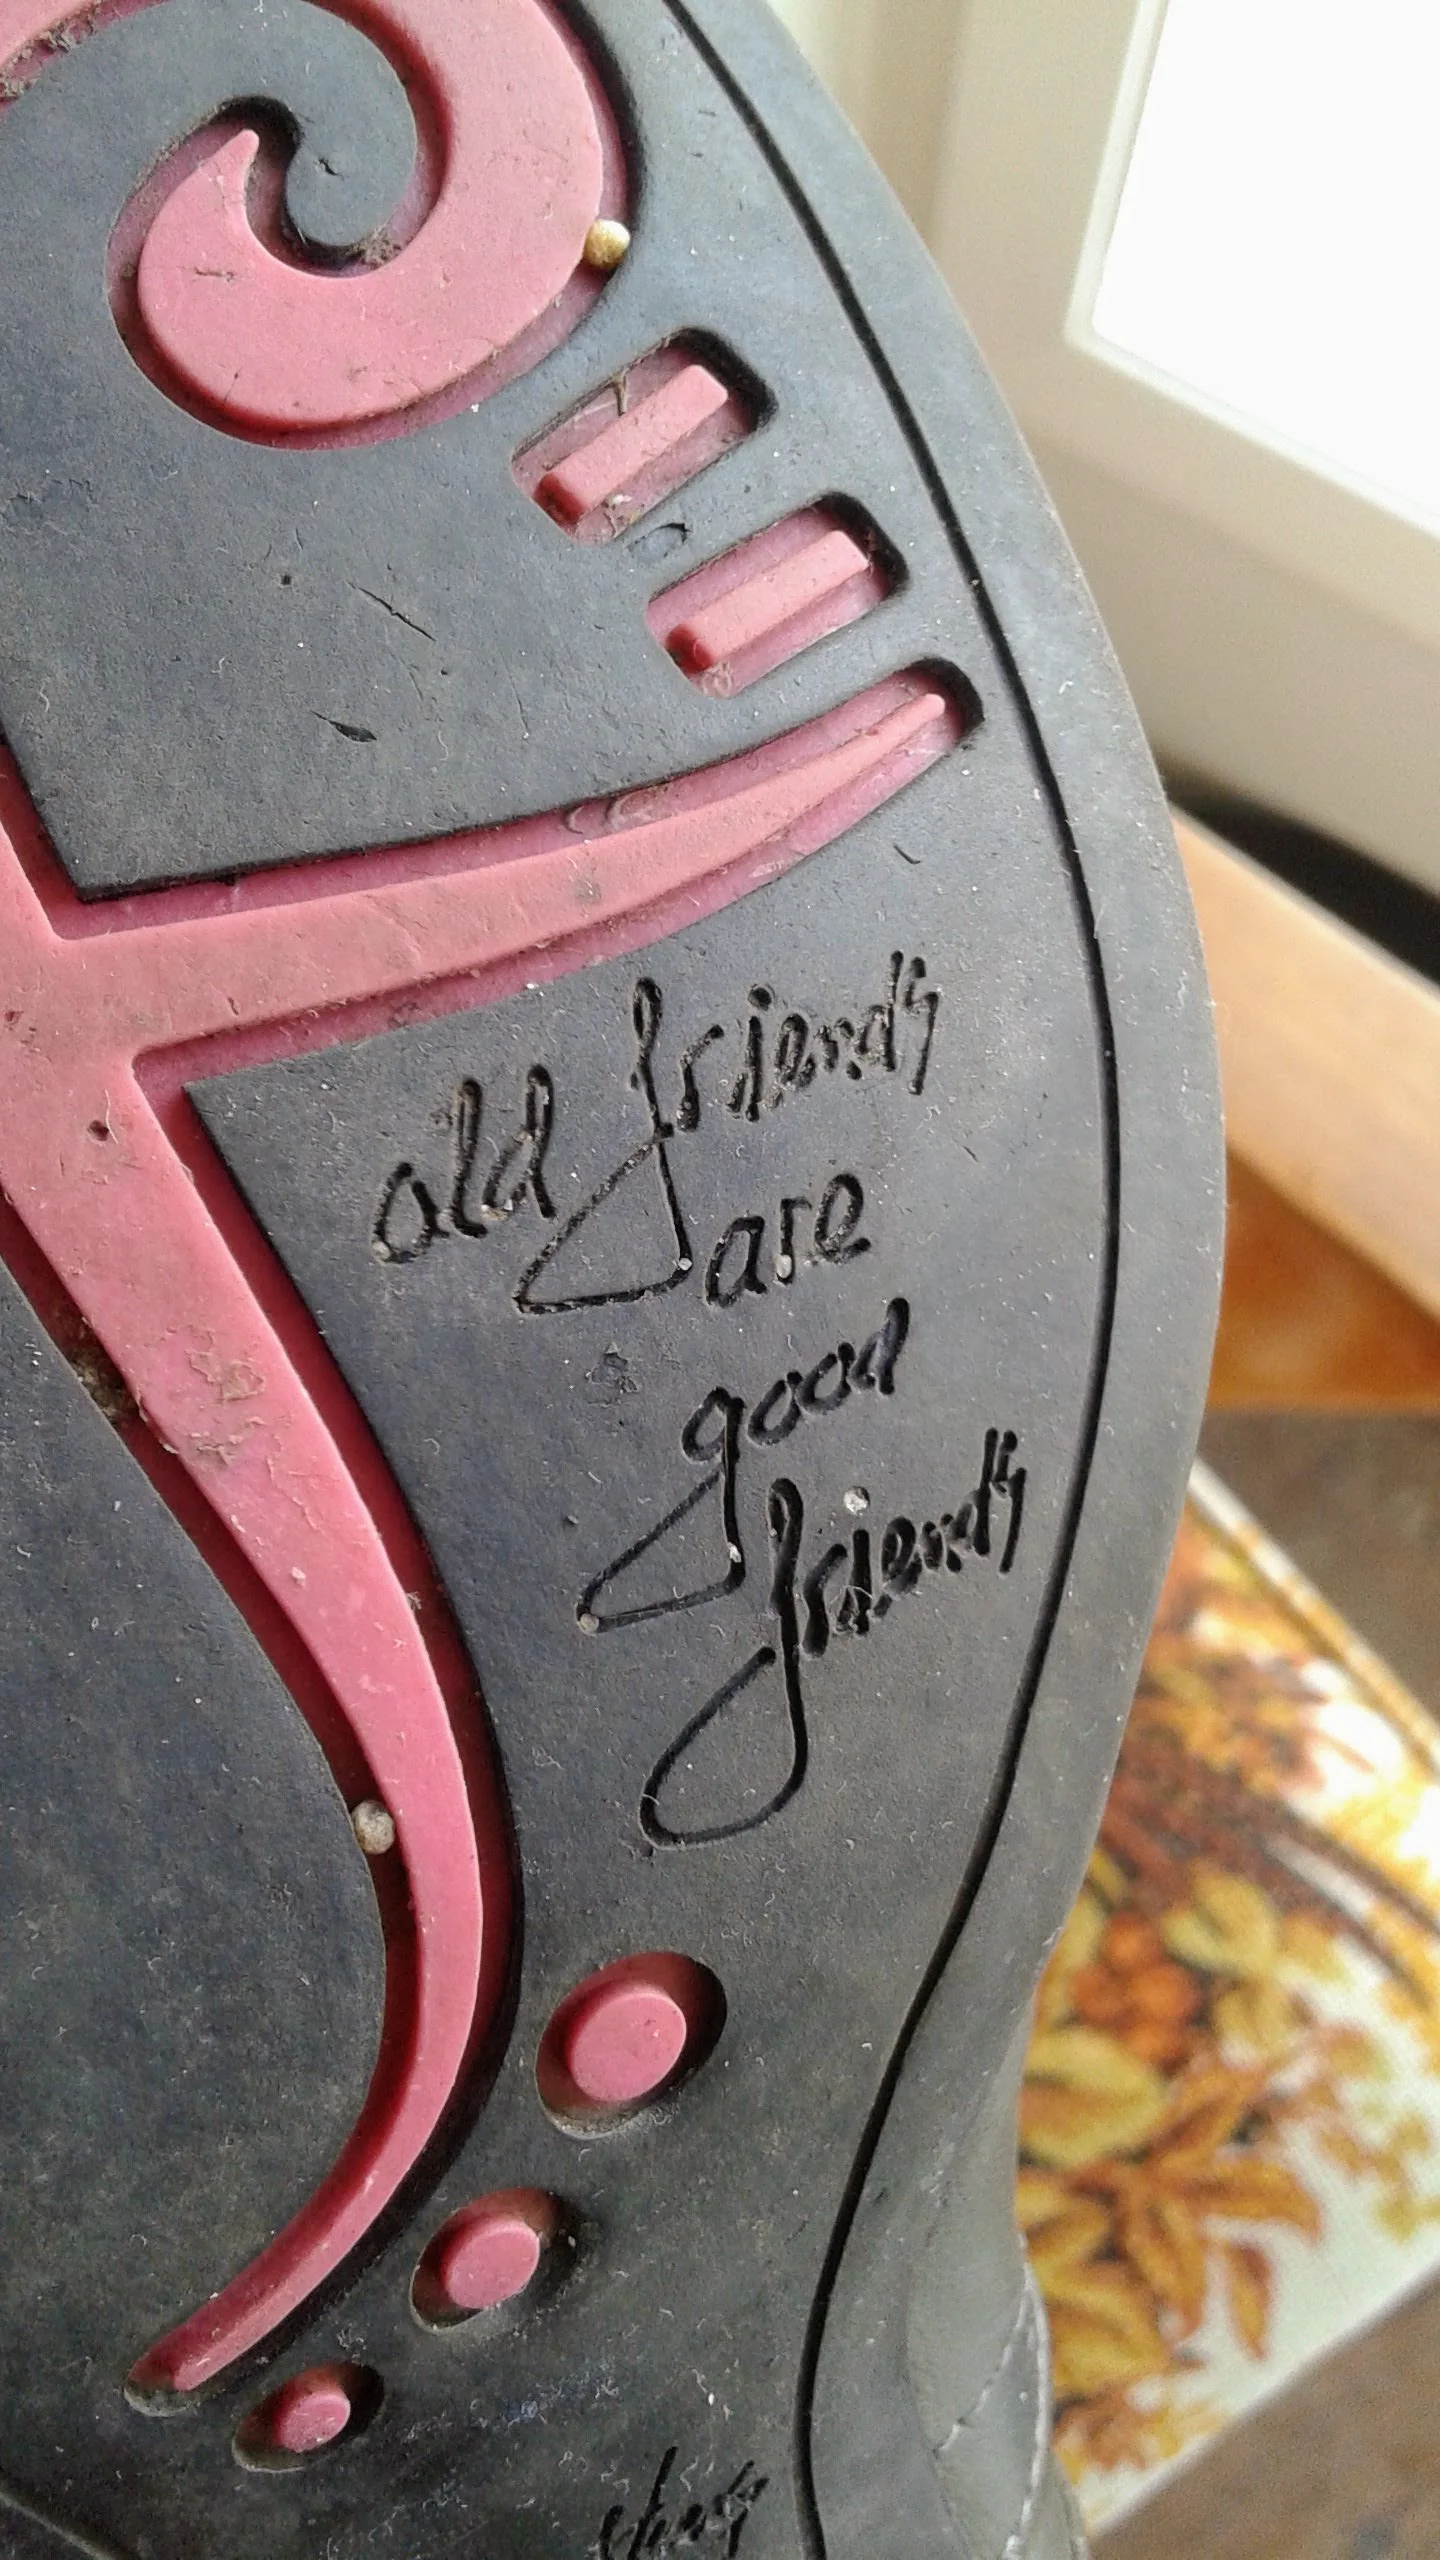 old friends
are
good
friends